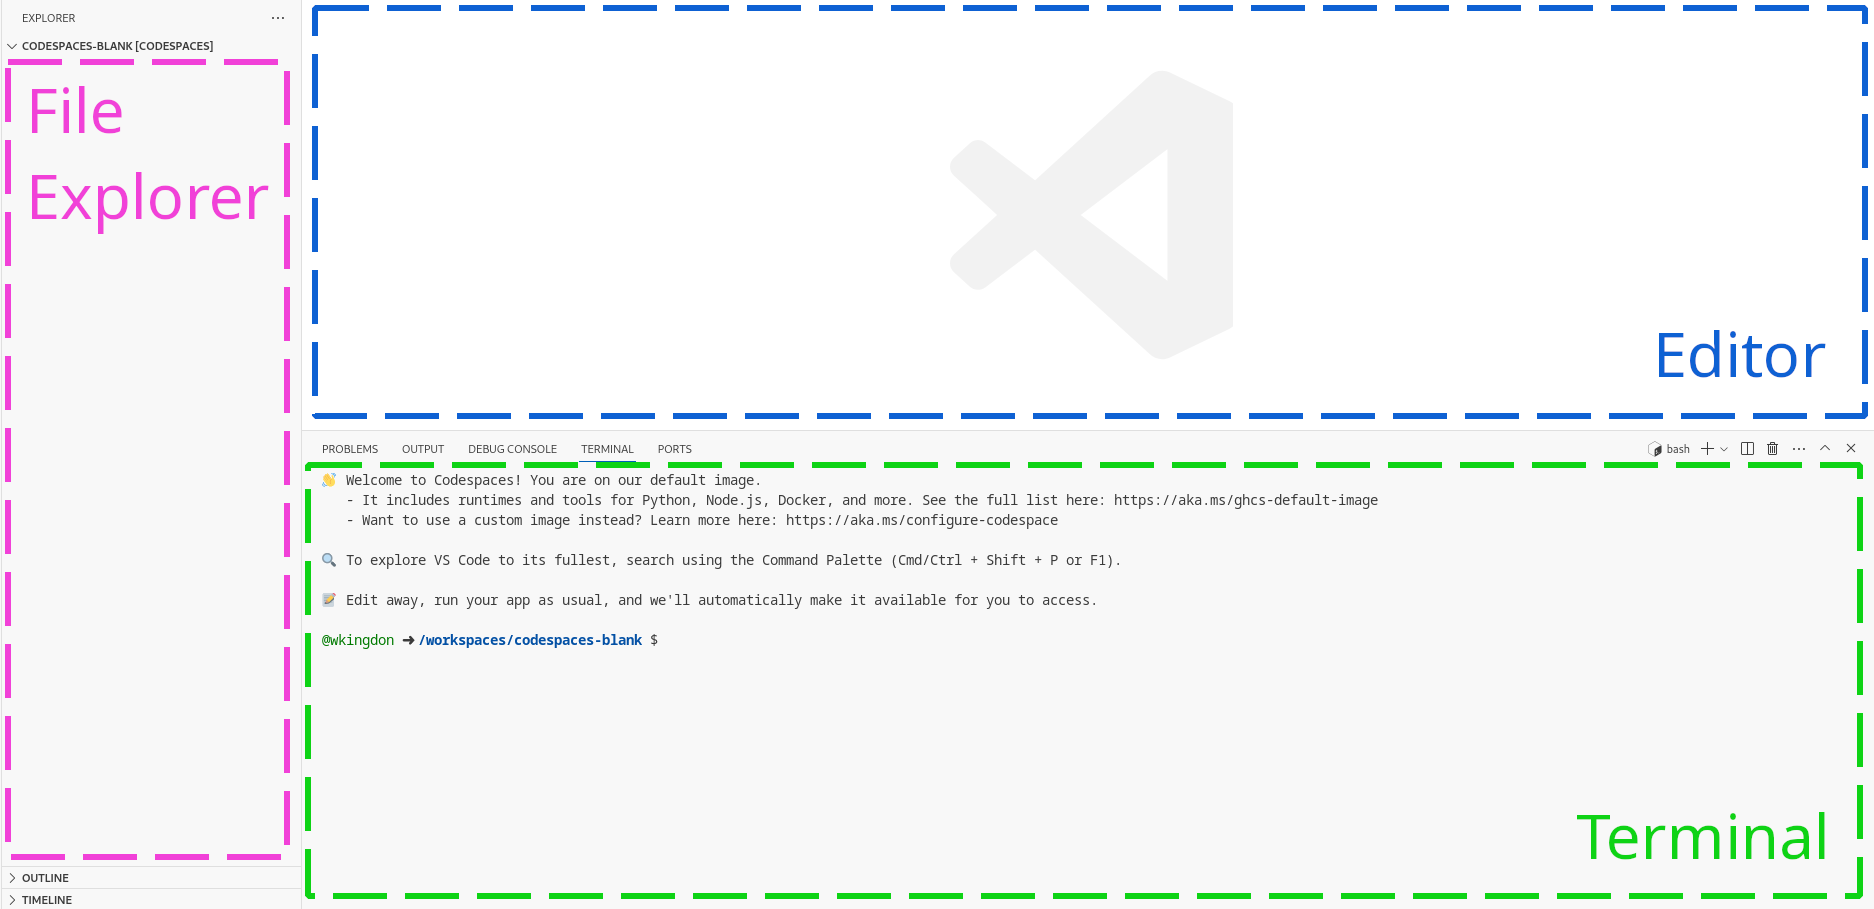 EXPLORER
CODESPACES-BLANK [CODESPACES]
File
Explorer
OUTLINE
TIMELINE
Editor
PROBLEMS OUTPUT DEBUG CONSOLE TERMINAL PORTS bash
👋 Welcome to Codespaces! You are on our default image.
- It includes runtimes and tools for Python, Node.js, Docker, and more. See the full list here: https://aka.ms/ghcs-default-image
- Want to use a custom image instead? Learn more here: https://aka.ms/configure-codespace
🔍 To explore VS Code to its fullest, search using the Command Palette (Cmd/Ctrl + Shift + P or F1).
📝 Edit away, run your app as usual, and we'll automatically make it available for you to access.
@wkingdon ➜ /workspaces/codespaces-blank $
Terminal